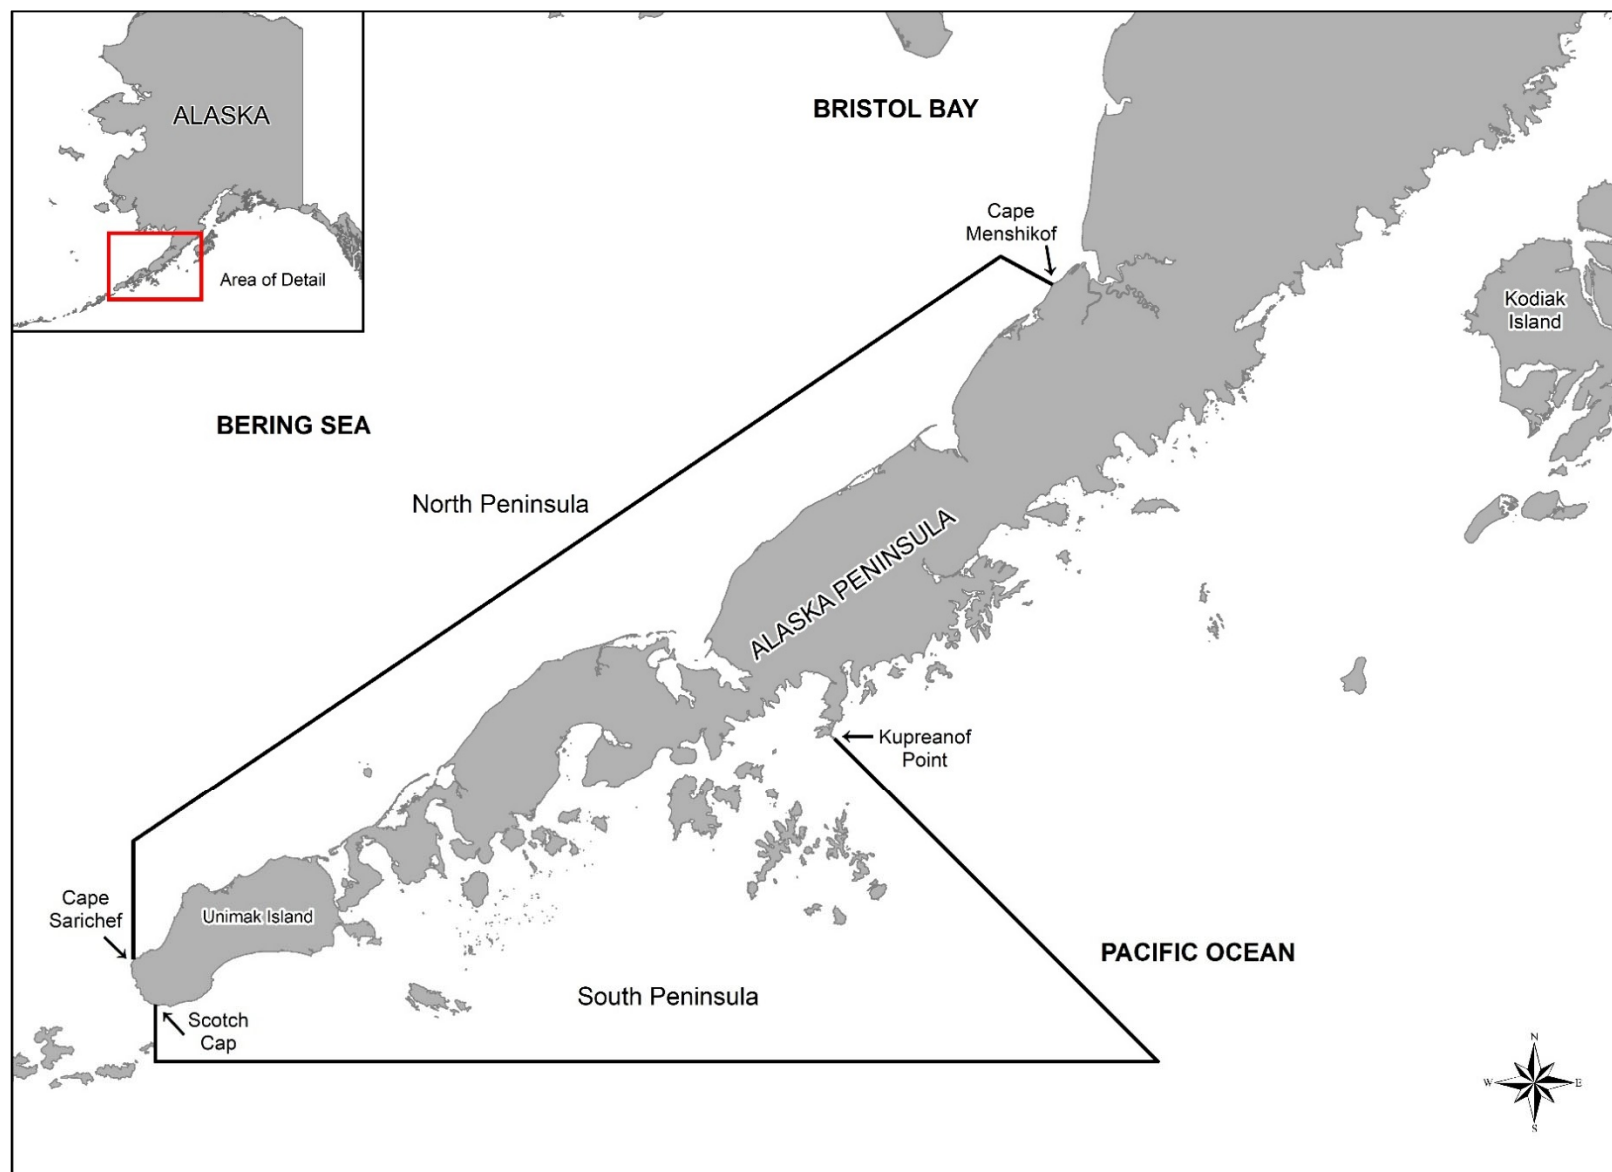 ALASKA
Area of Detail
BRISTOL BAY
Cape
Menshikof
Kodiak
Island
BERING SEA
North Peninsula
ALASKA PENINSULA
Kupreanof
Point
Cape
Sarichef
Unimak Island
PACIFIC OCEAN
South Peninsula
Scotch
Cap
N
W
E
S